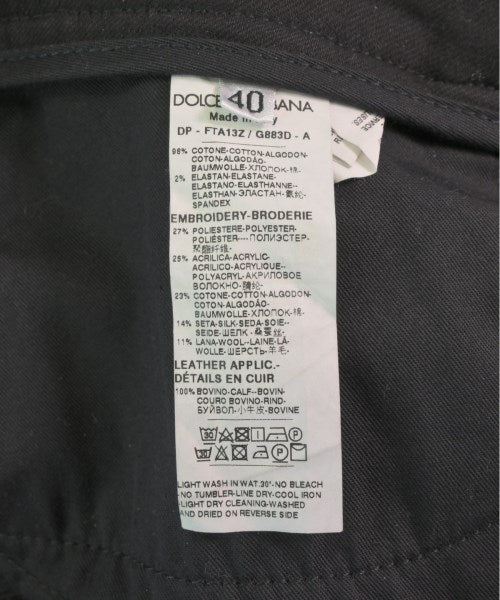 DOLCE 40 BANA
Made in
DP - FTA13Z / G883D - A
98% COTONE-COTTON-ALGODON-
COTON-ALGODÃO-
BAUMWOLLE-ХЛОПОК-棉-
2% ELASTAN-ELASTANE-
ELASTANO-ELASTHANNE--
ELASTHAN-ЭЛАСТАН-氨纶-
SPANDEX
EMBROIDERY-BRODERIE
27% POLIESTERE-POLYESTER-
POLIÉSTER----ПОЛИЭСТЕР-
聚酯纤维-
25% ACRILICA-ACRYLIC-
ACRILICO-ACRYLIQUE--
POLYACRYL-АКРИЛОВОЕ
ВОЛОКНО-腈纶-
23% COTONE-COTTON-ALGODON
COTON-ALGODÃO-
BAUMWOLLE-ХЛОПОК-棉-
14% SETA-SILK-SEDA-SOIE--
SEIDE-ШЕЛК-桑蚕丝-
11% LANA-WOOL--LAINE-LÃ-
WOLLE-ШЕРСТЬ-羊毛-
LEATHER APPLIC.-
DÉTAILS EN CUIR
100% BOVINO-CALF--BOVIN-
COURO BOVINO-RIND-
БУЙВОЛ-小牛皮-BOVINE
LIGHT WASH IN WAT.30°-NO BLEACH
-NO TUMBLER-LINE DRY-COOL IRON
-LIGHT DRY CLEANING-WASHED
AND DRIED ON REVERSE SIDE